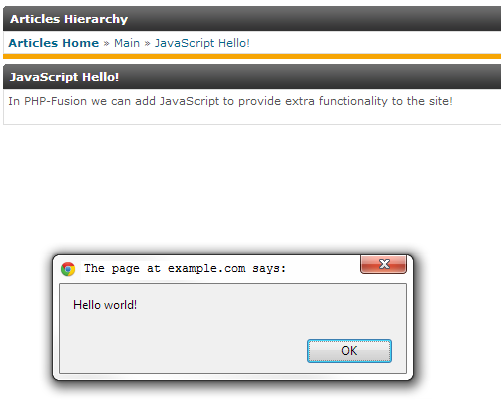 Articles Hierarchy
Articles Home » Main » JavaScript Hello!
JavaScript Hello!
In PHP-Fusion we can add JavaScript to provide extra functionality to the site!
The page at example.com says:
Hello world!
OK